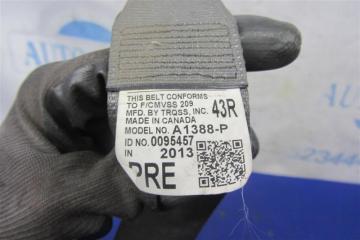 THIS BELT CONFORMS
TO F/CMVSS 209
MFD. BY TRQSS, INC. 43R
MADE IN CANADA
MODEL NO. A1388-P
ID NO. 0095457
IN 2013
PRE